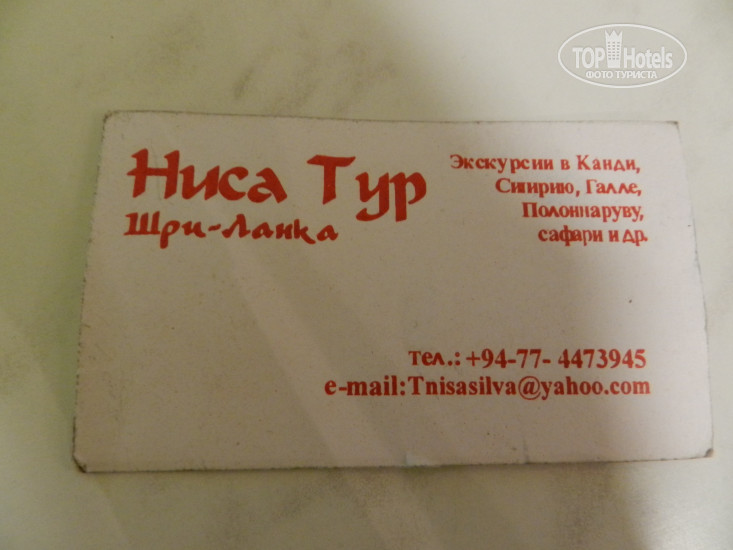 TOP Hotels
ФОТО ТУРИСТА
Ниса Тур
Шри-Ланка
Экскурсии в Канди,
Сигирию, Галле,
Полоннаруву,
сафари и др.
тел.: +94-77- 4473945
e-mail:Tnisasilva@yahoo.com